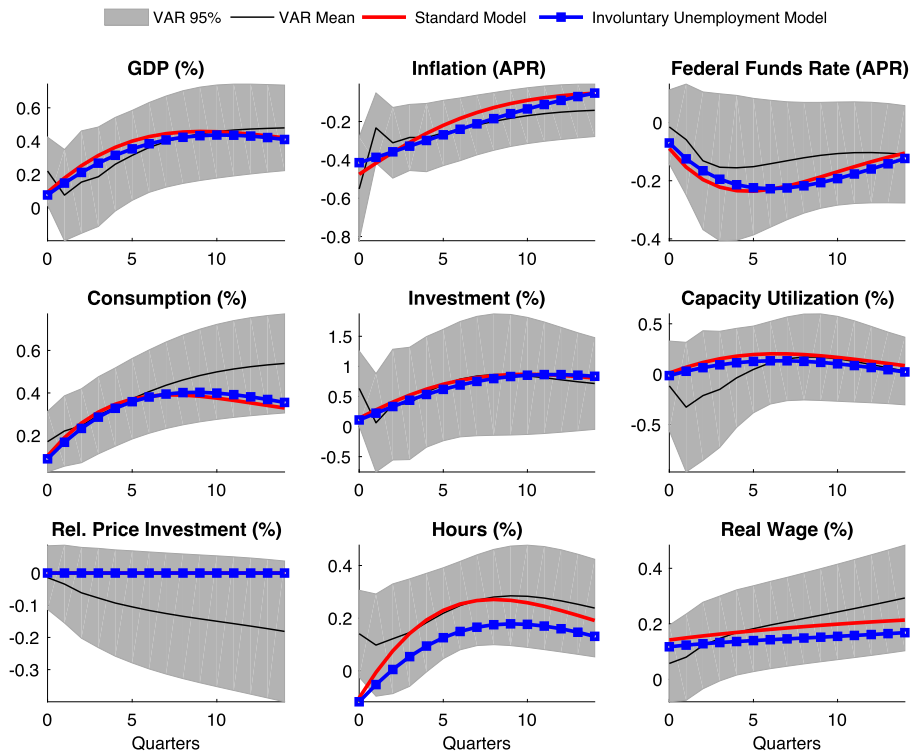 VAR 95% VAR Mean Standard Model Involuntary Unemployment Model
GDP (%)
0.6
0.4
0.2
0
0 5 10
Inflation (APR)
-0.2
-0.4
-0.6
-0.8
0 5 10
Federal Funds Rate (APR)
0
-0.2
-0.4
0 5 10
Consumption (%)
0.6
0.4
0.2
0 5 10
Investment (%)
1.5
1
0.5
0
-0.5
0 5 10
Capacity Utilization (%)
0.5
0
-0.5
0 5 10
Rel. Price Investment (%)
0
-0.1
-0.2
-0.3
0 5 10
Quarters
Hours (%)
0.4
0.2
0
0 5 10
Quarters
Real Wage (%)
0.4
0.2
0
0 5 10
Quarters